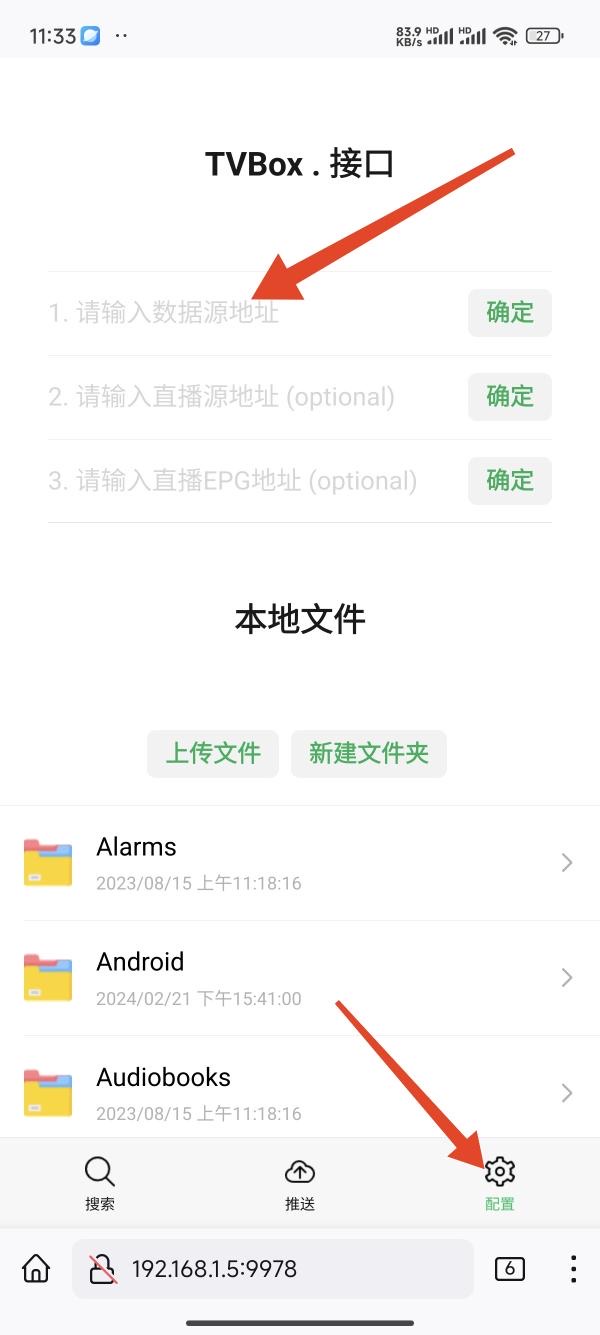 11:33
83.9 KB/s HD HD 27
TVBox . 接口
1. 请输入数据源地址 确定
2. 请输入直播源地址 (optional) 确定
3. 请输入直播EPG地址 (optional) 确定
本地文件
上传文件 新建文件夹
Alarms
2023/08/15 上午11:18:16
Android
2024/02/21 下午15:41:00
Audiobooks
2023/08/15 上午11:18:16
搜索 推送 配置
192.168.1.5:9978 6